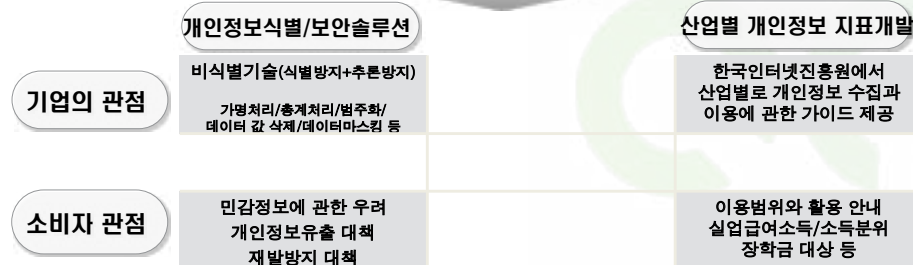 개인정보식별/보안솔루션
산업별 개인정보 지표개발
기업의 관점
비식별기술(식별방지+추론방지)
가명처리/총계처리/범주화/
데이터 값 삭제/데이터마스킹 등
한국인터넷진흥원에서
산업별로 개인정보 수집과
이용에 관한 가이드 제공
소비자 관점
민감정보에 관한 우려
개인정보유출 대책
재발방지 대책
이용범위와 활용 안내
실업급여소득/소득분위
장학금 대상 등